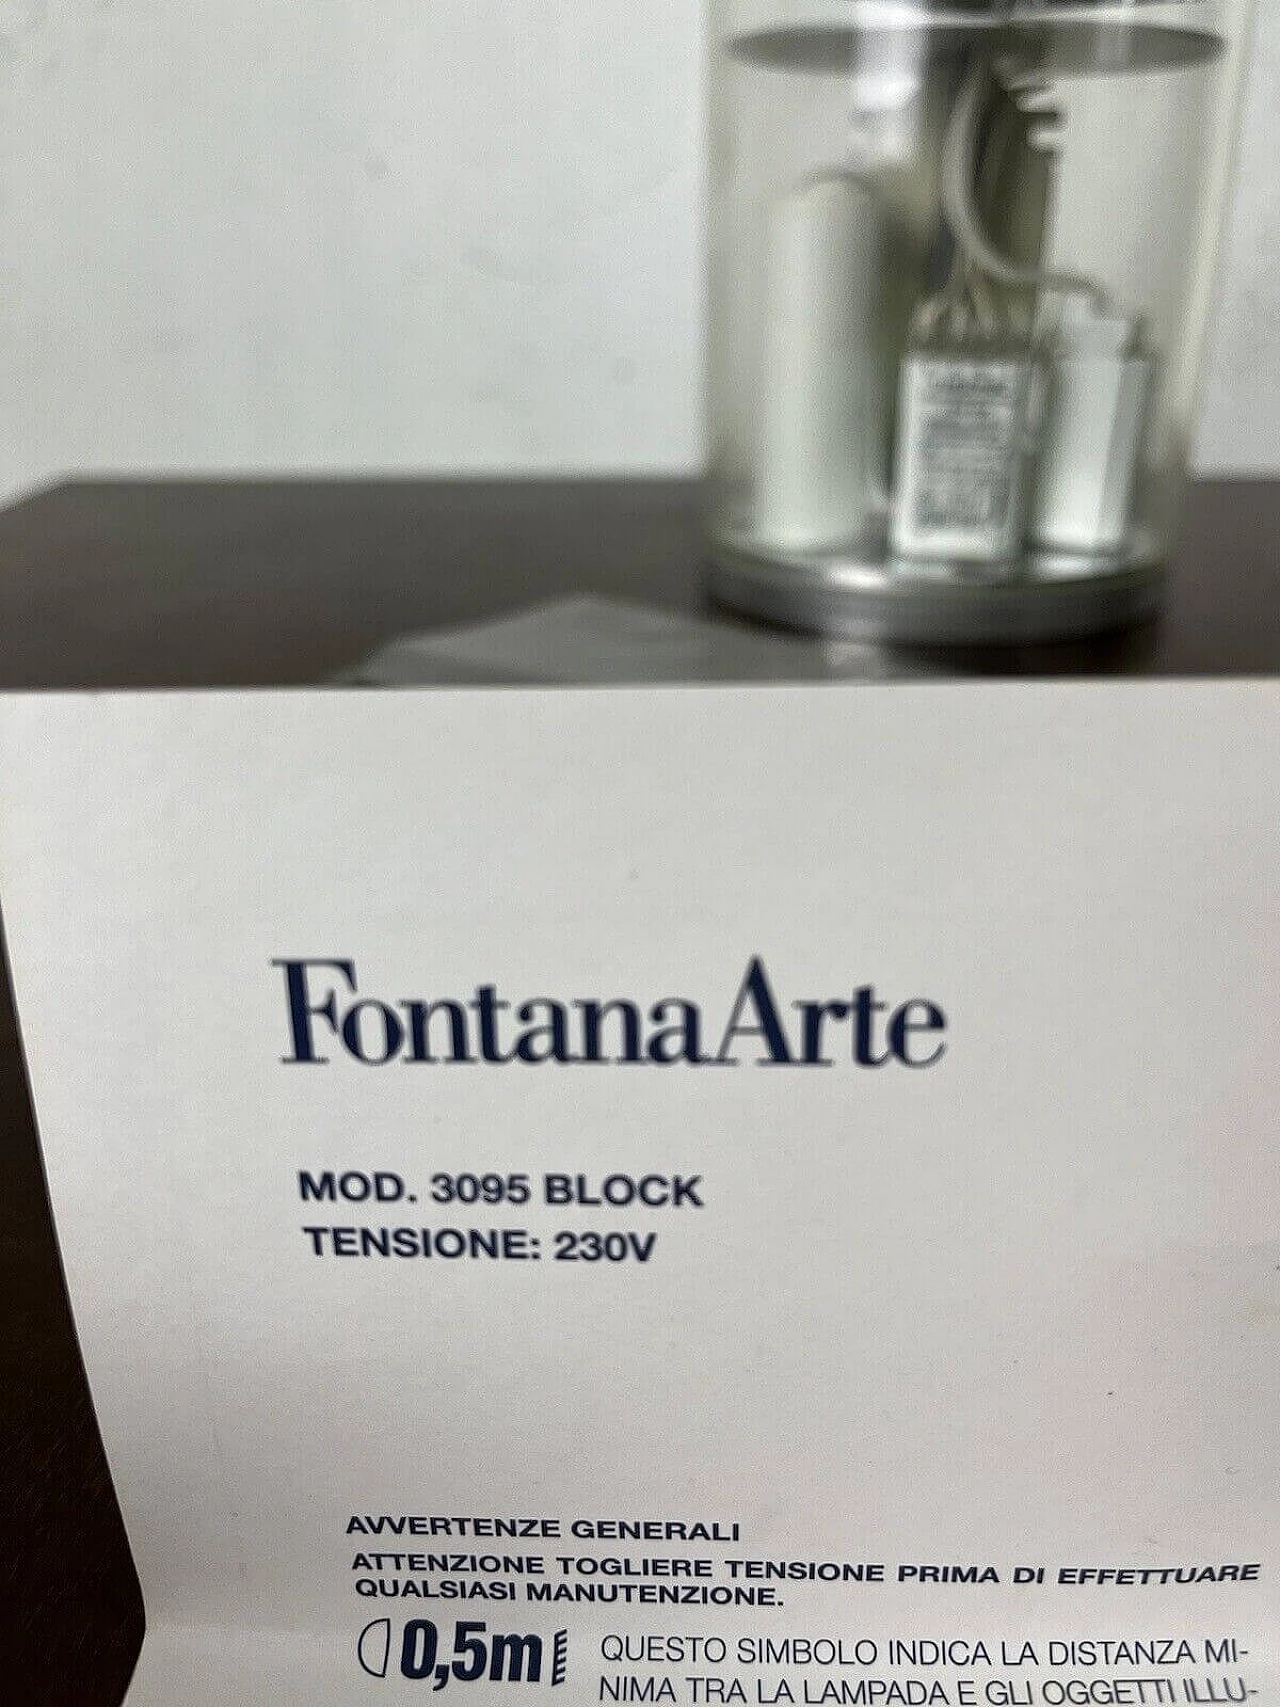 FontanaArte
MOD. 3095 BLOCK
TENSIONE: 230V
AVVERTENZE GENERALI
ATTENZIONE TOGLIERE TENSIONE PRIMA DI EFFETTUARE
QUALSIASI MANUTENZIONE.
0,5m QUESTO SIMBOLO INDICA LA DISTANZA MI-
NIMA TRA LA LAMPADA E GLI OGGETTI ILLU-